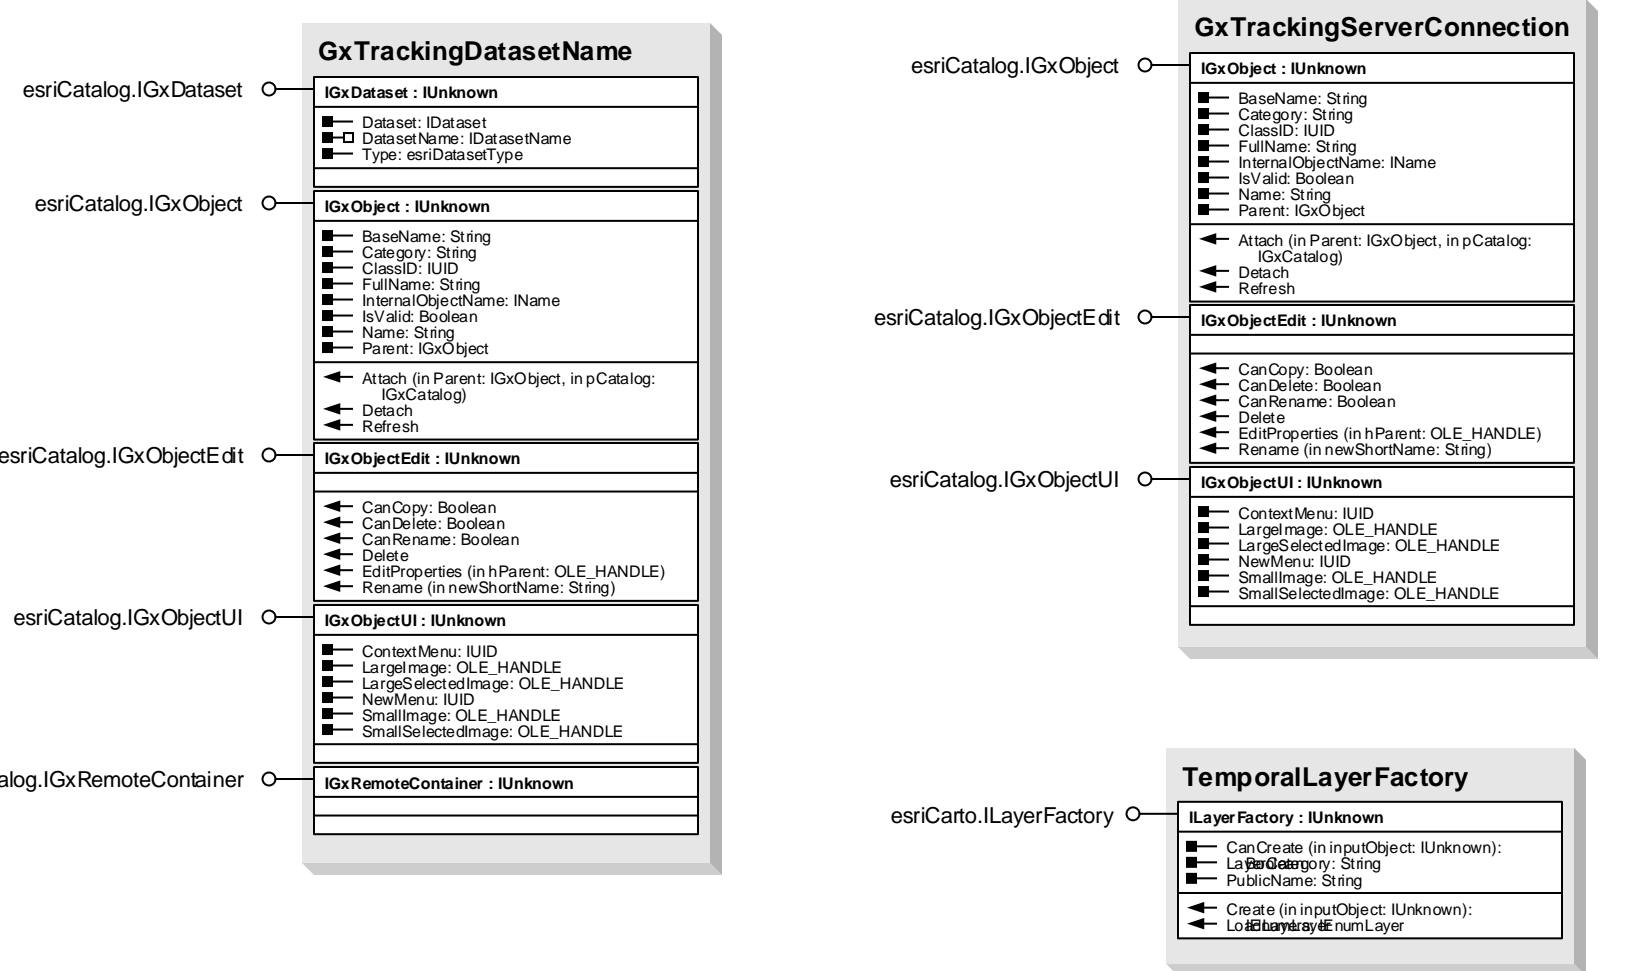 GxTrackingDatasetName
esriCatalog.IGxDataset
IGxDataset : IUnknown
Dataset: IDataset
DatasetName: IDatasetName
Type: esriDatasetType
esriCatalog.IGxObject
IGxObject : IUnknown
BaseName: String
Category: String
ClassID: IUID
FullName: String
InternalObjectName: IName
IsValid: Boolean
Name: String
Parent: IGxObject
Attach (in Parent: IGxObject, in pCatalog:
IGxCatalog)
Detach
Refresh
esriCatalog.IGxObjectEdit
IGxObjectEdit : IUnknown
CanCopy: Boolean
CanDelete: Boolean
CanRename: Boolean
Delete
EditProperties (in hParent: OLE_HANDLE)
Rename (in newShortName: String)
esriCatalog.IGxObjectUI
IGxObjectUI : IUnknown
ContextMenu: IUID
LargeImage: OLE_HANDLE
LargeSelectedImage: OLE_HANDLE
NewMenu: IUID
SmallImage: OLE_HANDLE
SmallSelectedImage: OLE_HANDLE
alog.IGxRemoteContainer
IGxRemoteContainer : IUnknown
GxTrackingServerConnection
esriCatalog.IGxObject
IGxObject : IUnknown
BaseName: String
Category: String
ClassID: IUID
FullName: String
InternalObjectName: IName
IsValid: Boolean
Name: String
Parent: IGxObject
Attach (in Parent: IGxObject, in pCatalog:
IGxCatalog)
Detach
Refresh
esriCatalog.IGxObjectEdit
IGxObjectEdit : IUnknown
CanCopy: Boolean
CanDelete: Boolean
CanRename: Boolean
Delete
EditProperties (in hParent: OLE_HANDLE)
Rename (in newShortName: String)
esriCatalog.IGxObjectUI
IGxObjectUI : IUnknown
ContextMenu: IUID
LargeImage: OLE_HANDLE
LargeSelectedImage: OLE_HANDLE
NewMenu: IUID
SmallImage: OLE_HANDLE
SmallSelectedImage: OLE_HANDLE
TemporalLayerFactory
esriCarto.ILayerFactory
ILayerFactory : IUnknown
CanCreate (in inputObject: IUnknown):
Boolean
LayerCategory: String
PublicName: String
Create (in inputObject: IUnknown):
IEnumLayer